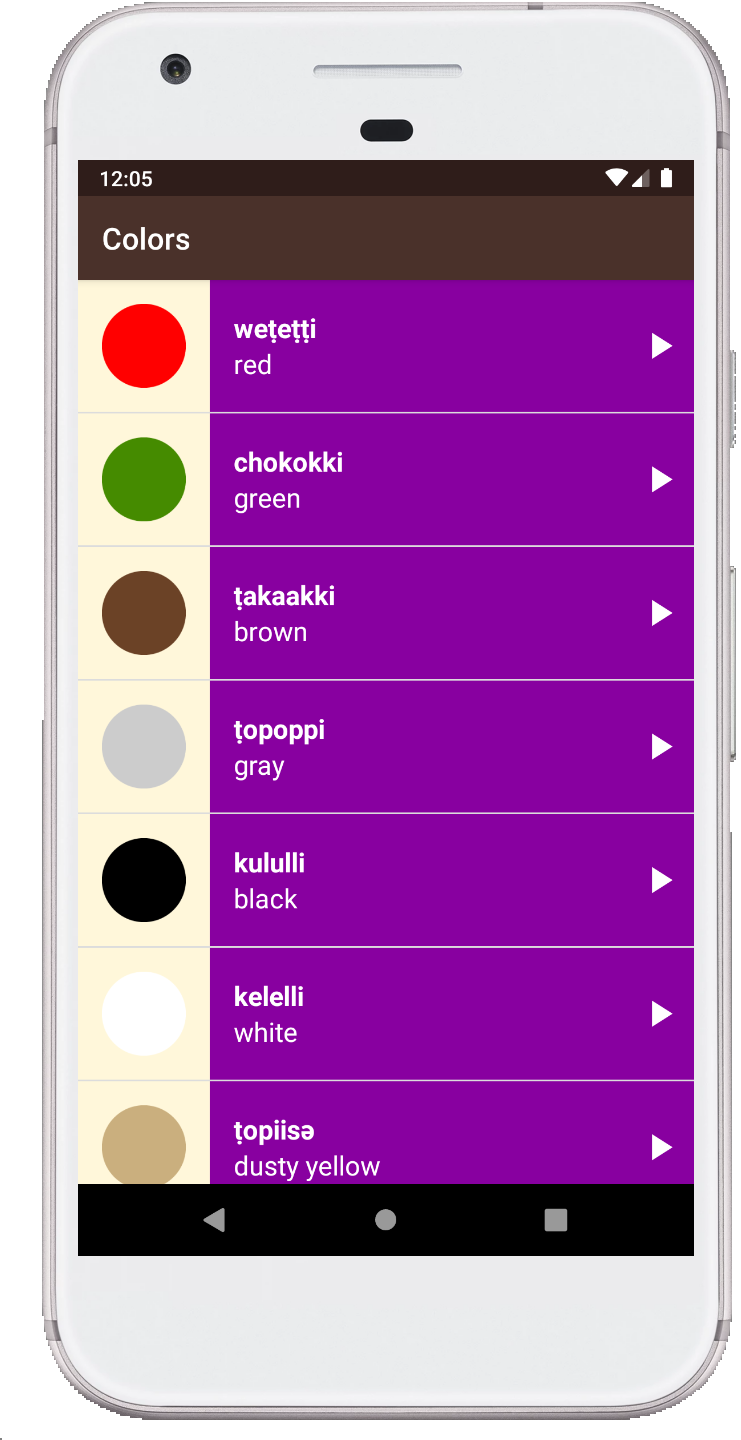 12:05
Colors
weṭeṭṭi
red
chokokki
green
ṭakaakki
brown
ṭopoppi
gray
kululli
black
kelelli
white
ṭopiisə
dusty yellow